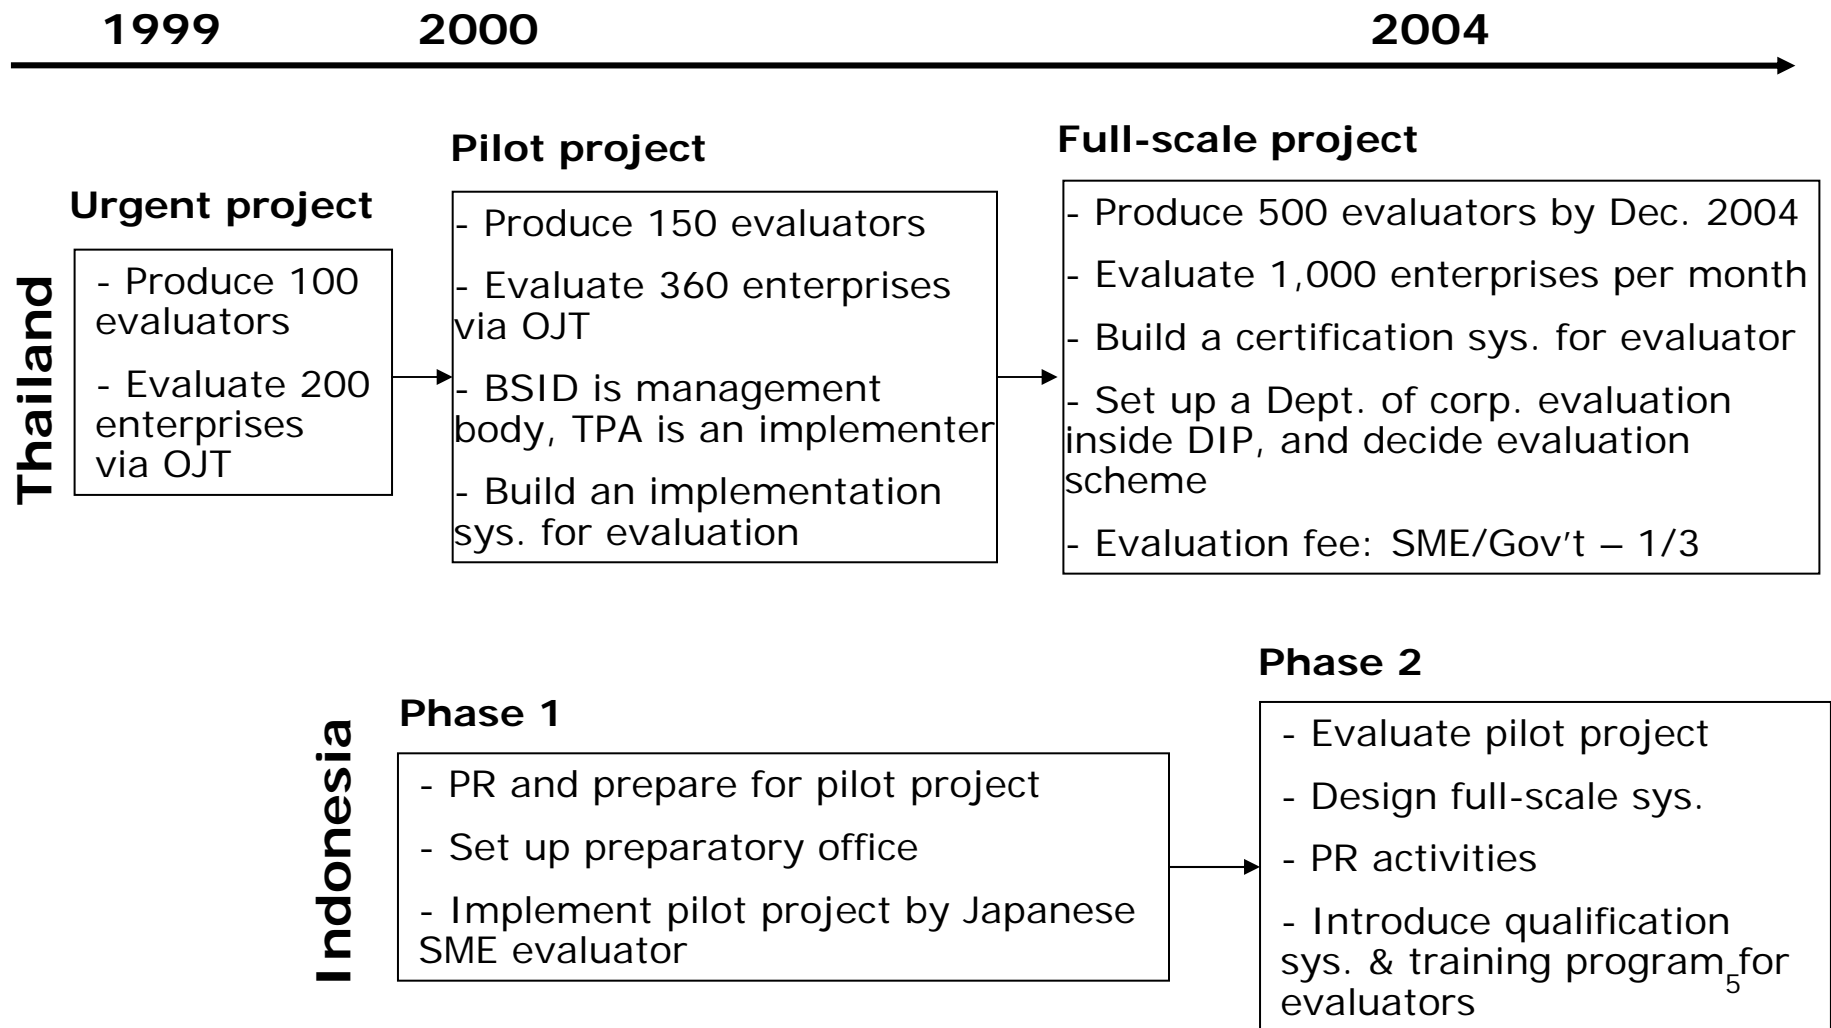 1999
2000
2004
Thailand
Urgent project
- Produce 100
evaluators
- Evaluate 200
enterprises
via OJT
Pilot project
- Produce 150 evaluators
- Evaluate 360 enterprises
via OJT
- BSID is management
body, TPA is an implementer
- Build an implementation
sys. for evaluation
Full-scale project
- Produce 500 evaluators by Dec. 2004
- Evaluate 1,000 enterprises per month
- Build a certification sys. for evaluator
- Set up a Dept. of corp. evaluation
inside DIP, and decide evaluation
scheme
- Evaluation fee: SME/Gov't – 1/3
Indonesia
Phase 1
- PR and prepare for pilot project
- Set up preparatory office
- Implement pilot project by Japanese
SME evaluator
Phase 2
- Evaluate pilot project
- Design full-scale sys.
- PR activities
- Introduce qualification
sys. & training program for
evaluators
5